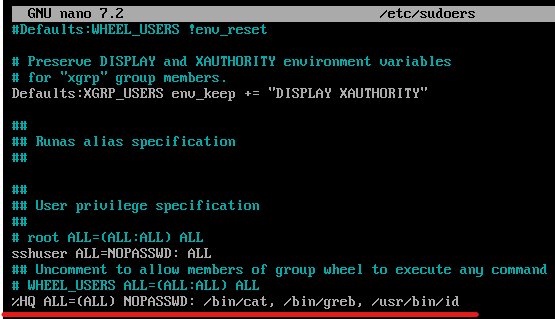 GNU nano 7.2 /etc/sudoers
#Defaults:WHEEL_USERS !env_reset
# Preserve DISPLAY and XAUTHORITY environment variables
# for "xgrp" group members.
Defaults:XGRP_USERS env_keep += "DISPLAY XAUTHORITY"
##
## Runas alias specification
##
##
## User privilege specification
##
# root ALL=(ALL:ALL) ALL
sshuser ALL=NOPASSWD: ALL
## Uncomment to allow members of group wheel to execute any command
# WHEEL_USERS ALL=(ALL:ALL) ALL
%HQ ALL=(ALL) NOPASSWD: /bin/cat, /bin/greb, /usr/bin/id